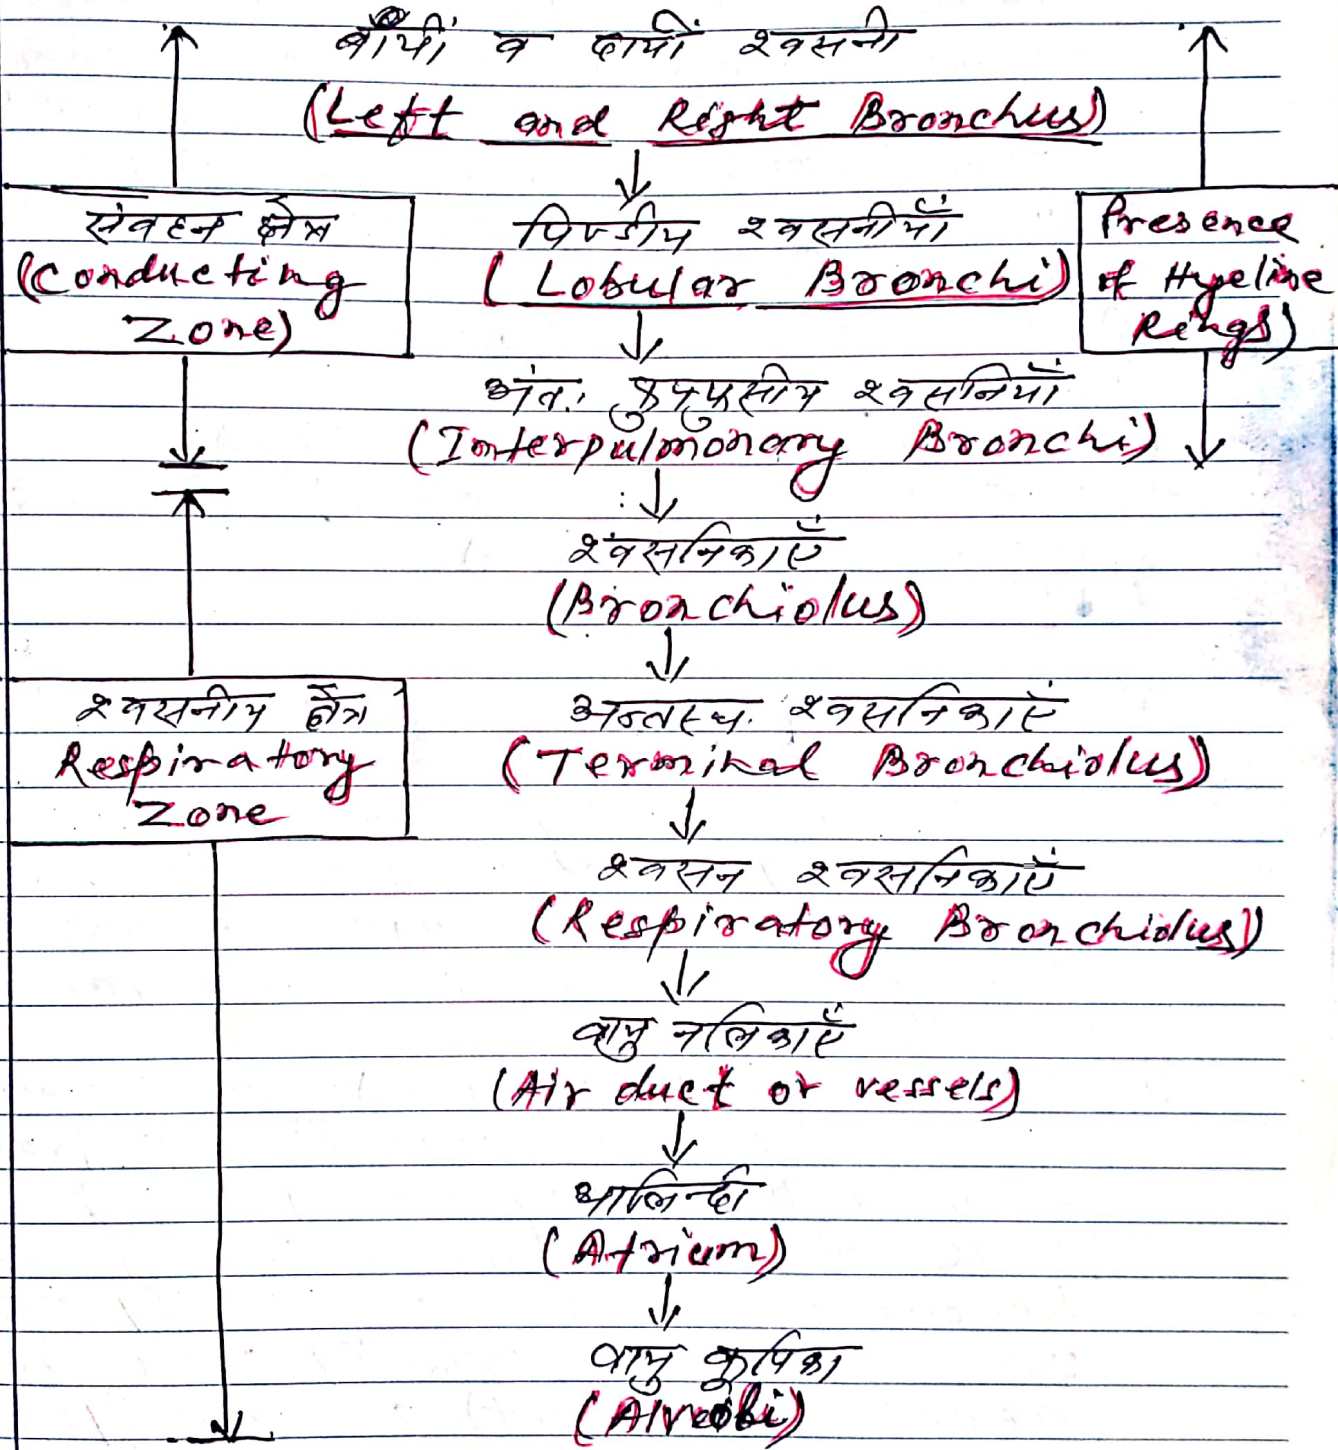 बाँयीं व दायीं श्वसनी
(Left and Right Bronchus)
संवहन क्षेत्र
(Conducting
Zone)
पिण्डीय श्वसनीयाँ
(Lobular Bronchi)
Presence
of Hyeline
Rings)
अंतः फुफ्फुसीय श्वसनियाँ
(Interpulmonary Bronchi)
श्वसनिकाएँ
(Bronchiolus)
श्वसनीय क्षेत्र
Respiratory
Zone
अन्तस्थ श्वसनिकाएँ
(Terminal Bronchiolus)
श्वसन श्वसनिकाएँ
(Respiratory Bronchiolus)
वायु नलिकाएँ
(Air duct or vessels)
आलिन्दी
(Atrium)
वायु कूपिका
(Alveoli)